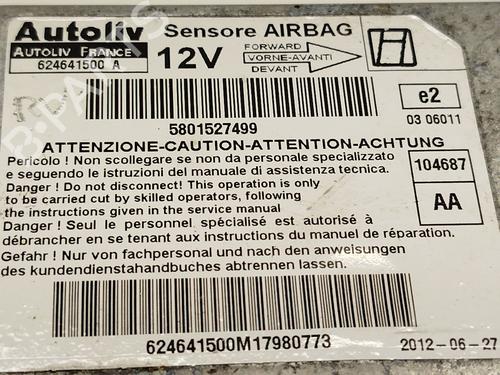 Autoliv Sensore AIRBAG
AUTOLIV FRANCE
624641500 A
12V
FORWARD
VORNE-AVANTI
DEVANT
e2
03 06011
5801527499
ATTENZIONE-CAUTION-ATTENTION-ACHTUNG
Pericolo ! Non scollegare se non da personale specializzato
e seguendo le istruzioni del manuale di assistenza tecnica.
104687
Danger ! Do not disconnect! This operation is only
to be carried cut by skilled operators, following
the instructions given in the service manual
AA
Danger ! Seul le personnel spécialisé est autorisé à
débrancher en se tenant aux instructions du manuel de réparation.
Gefahr ! Nur von fachpersonal und nach den anweisungen
des kundendiensthandbuches abtrennen lassen.
624641500M17980773
2012-06-27